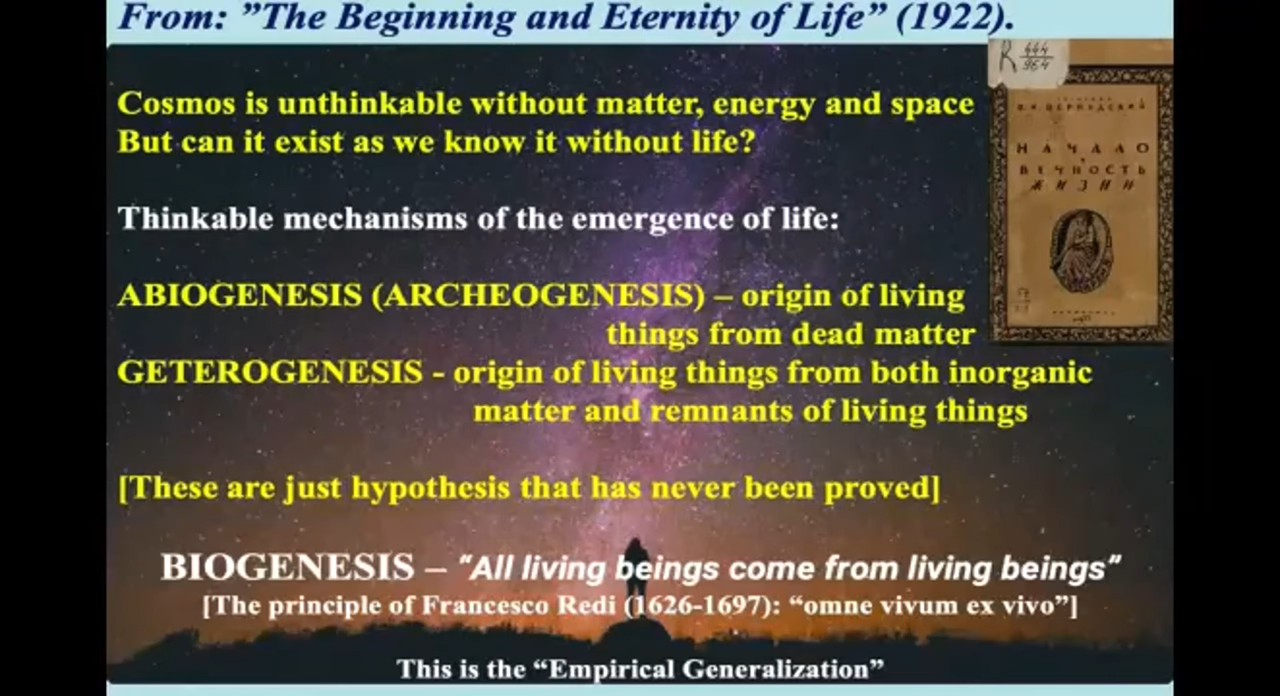 From: ”The Beginning and Eternity of Life” (1922).
R 444
964
НАЧАЛО
И
ВЕЧНОСТЬ
ЖИЗНИ
Cosmos is unthinkable without matter, energy and space
But can it exist as we know it without life?
Thinkable mechanisms of the emergence of life:
ABIOGENESIS (ARCHEOGENESIS) – origin of living
things from dead matter
GETEROGENESIS - origin of living things from both inorganic
matter and remnants of living things
[These are just hypothesis that has never been proved]
BIOGENESIS – “All living beings come from living beings”
[The principle of Francesco Redi (1626-1697): “omne vivum ex vivo”]
This is the “Empirical Generalization”